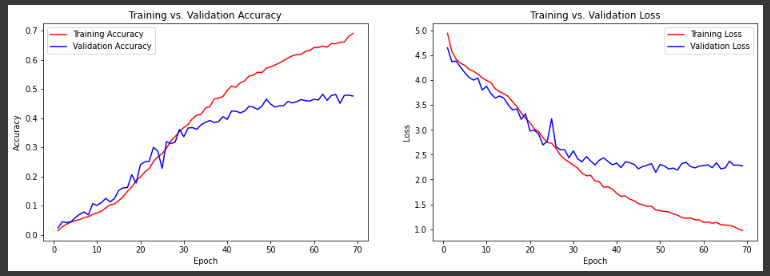 Training vs. Validation Accuracy
Training Accuracy
Validation Accuracy
0.7
0.6
0.5
0.4
0.3
0.2
0.1
0.0
Accuracy
0 10 20 30 40 50 60 70
Epoch
Training vs. Validation Loss
Training Loss
Validation Loss
5.0
4.5
4.0
3.5
3.0
2.5
2.0
1.5
1.0
Loss
0 10 20 30 40 50 60 70
Epoch